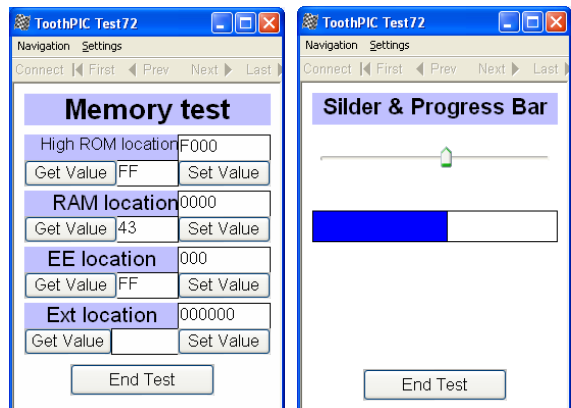 ToothPIC Test72
Navigation Settings
Connect First Prev Next Last
Memory test
High ROM location F000
Get Value FF Set Value
RAM location 0000
Get Value 43 Set Value
EE location 000
Get Value FF Set Value
Ext location 000000
Get Value Set Value
End Test
ToothPIC Test72
Navigation Settings
Connect First Prev Next Last
Silder & Progress Bar
End Test